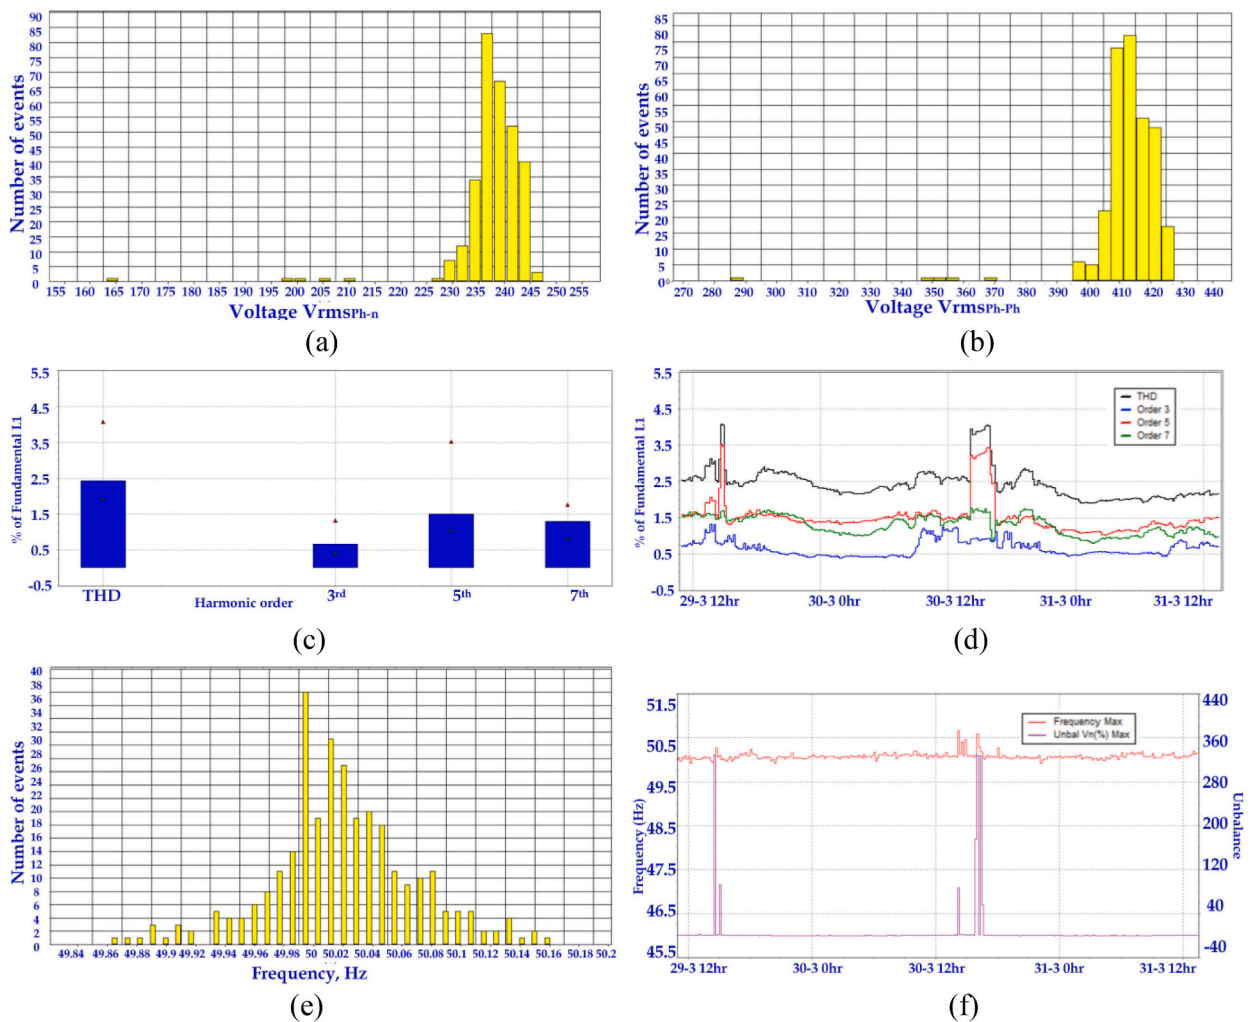 Number of events
90
85
80
75
70
65
60
55
50
45
40
35
30
25
20
15
10
5
0
155 160 165 170 175 180 185 190 195 200 205 210 215 220 225 230 235 240 245 250 255
Voltage VrmsPh-n
(a)
Number of events
85
80
75
70
65
60
55
50
45
40
35
30
25
20
15
10
5
0
270 280 290 300 310 320 330 340 350 360 370 380 390 400 410 420 430 440
Voltage VrmsPh-Ph
(b)
% of Fundamental L1
5.5
4.5
3.5
2.5
1.5
0.5
-0.5
THD 3rd 5th 7th
Harmonic order
(c)
% of Fundamental L1
5.5
4.5
3.5
2.5
1.5
0.5
-0.5
THD
Order 3
Order 5
Order 7
29-3 12hr 30-3 0hr 30-3 12hr 31-3 0hr 31-3 12hr
(d)
Number of events
40
38
36
34
32
30
28
26
24
22
20
18
16
14
12
10
8
6
4
2
0
49.84 49.86 49.88 49.9 49.92 49.94 49.96 49.98 50 50.02 50.04 50.06 50.08 50.1 50.12 50.14 50.16 50.18 50.2
Frequency, Hz
(e)
Frequency (Hz)
51.5
50.5
49.5
48.5
47.5
46.5
45.5
Frequency Max
Unbal Vn(%) Max
440
360
280
200
120
40
-40
Unbalance
29-3 12hr 30-3 0hr 30-3 12hr 31-3 0hr 31-3 12hr
(f)